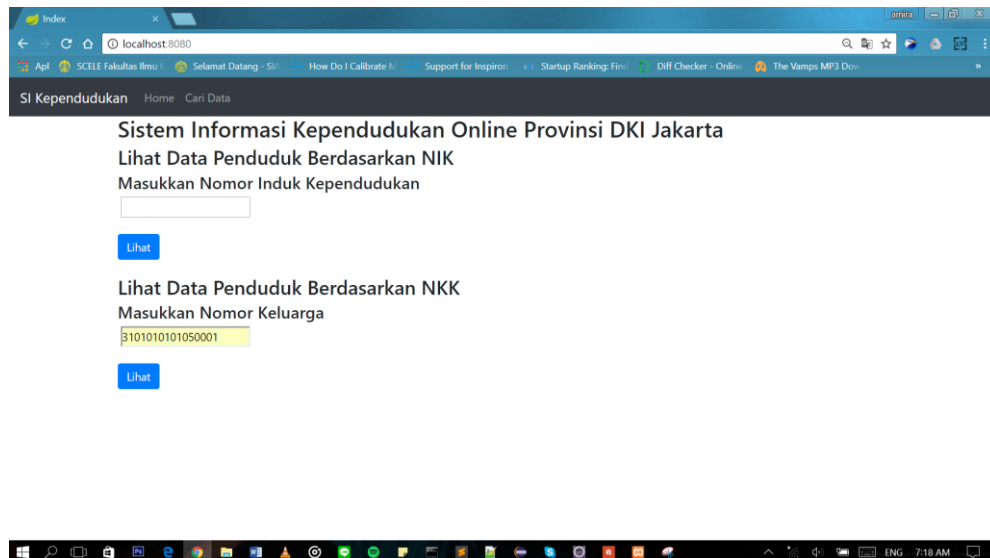 Index
amira
localhost:8080
Apl SCELE Fakultas Ilmu Selamat Datang - SIA How Do I Calibrate M Support for Inspiron Startup Ranking: Find Diff Checker - Online The Vamps MP3 Dow
SI Kependudukan Home Cari Data
Sistem Informasi Kependudukan Online Provinsi DKI Jakarta
Lihat Data Penduduk Berdasarkan NIK
Masukkan Nomor Induk Kependudukan
Lihat
Lihat Data Penduduk Berdasarkan NKK
Masukkan Nomor Keluarga
3101010101050001
Lihat
ENG 7:18 AM